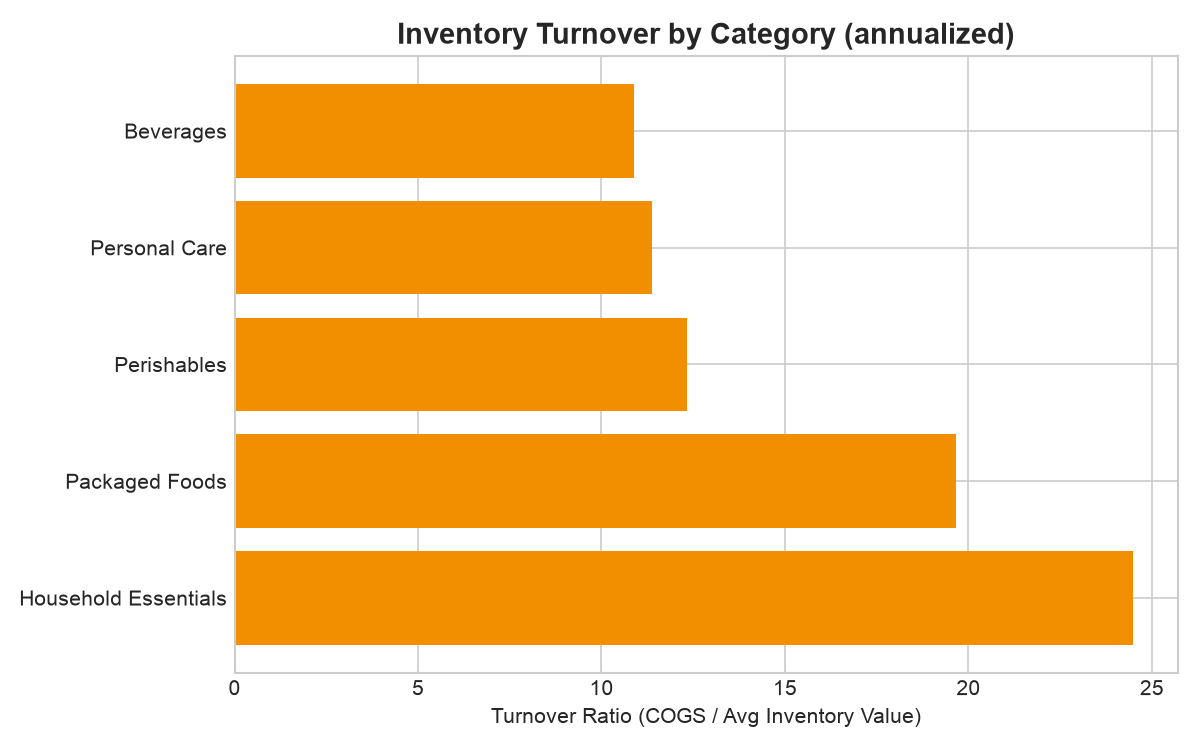 Inventory Turnover by Category (annualized)
Beverages
Personal Care
Perishables
Packaged Foods
Household Essentials
0 5 10 15 20 25
Turnover Ratio (COGS / Avg Inventory Value)